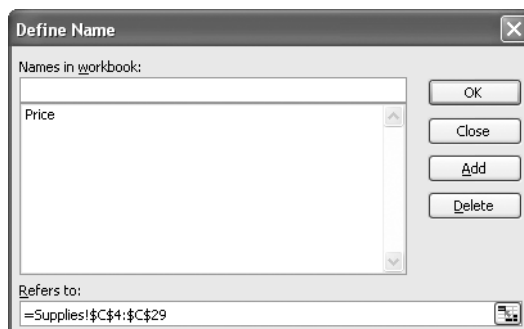 Define Name
Names in workbook:
OK
Price
Close
Add
Delete
Refers to:
=Supplies!$C$4:$C$29